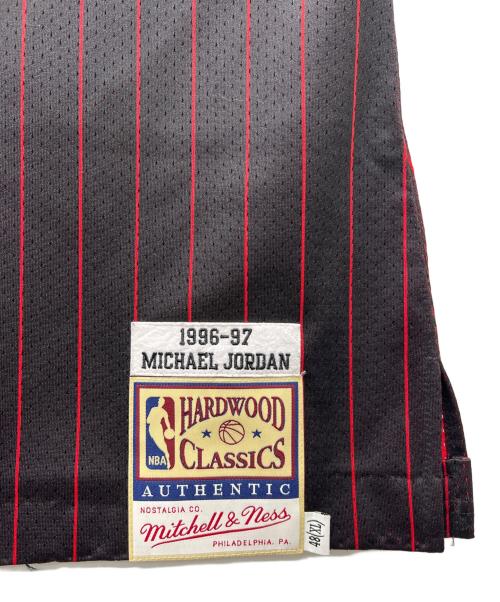 1996-97
MICHAEL JORDAN
HARDWOOD
NBA CLASSICS
AUTHENTIC
NOSTALGIA CO.
Mitchell & Ness
PHILADELPHIA. PA.
48(XL)